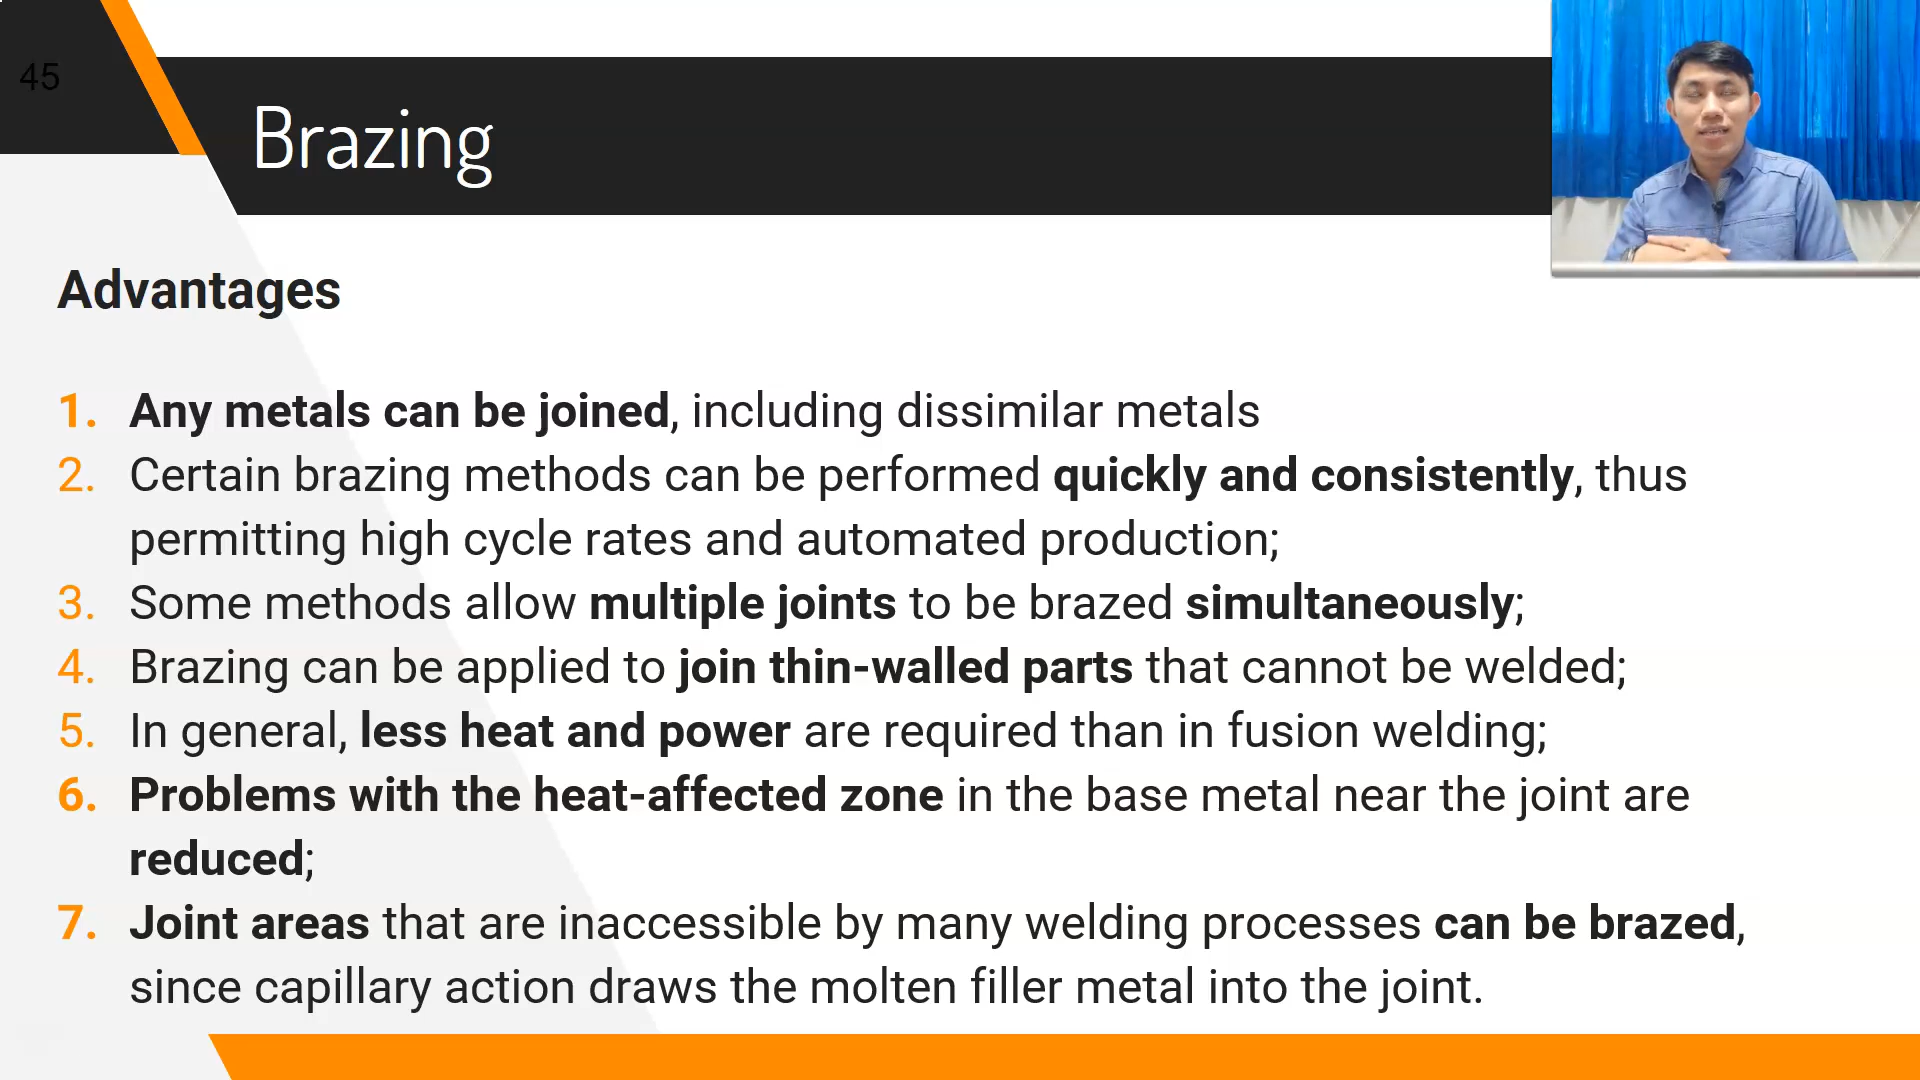 45
Brazing
Advantages
1. Any metals can be joined, including dissimilar metals
2. Certain brazing methods can be performed quickly and consistently, thus
permitting high cycle rates and automated production;
3. Some methods allow multiple joints to be brazed simultaneously;
4. Brazing can be applied to join thin-walled parts that cannot be welded;
5. In general, less heat and power are required than in fusion welding;
6. Problems with the heat-affected zone in the base metal near the joint are
reduced;
7. Joint areas that are inaccessible by many welding processes can be brazed,
since capillary action draws the molten filler metal into the joint.